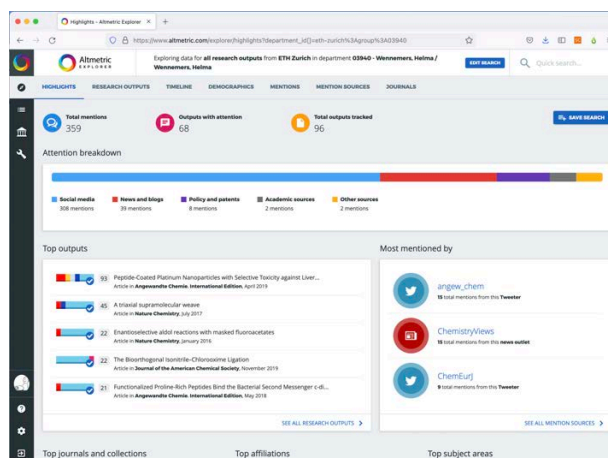 Highlights – Altmetric Explorer
https://www.altmetric.com/explorer/highlights?department_id[]=eth-zurich%3Agroup%3A03940
Altmetric
EXPLORER
Exploring data for all research outputs from ETH Zurich in department 03940 - Wennemers, Helma /
Wennemers, Helma
EDIT SEARCH
Quick search...
HIGHLIGHTS
RESEARCH OUTPUTS
TIMELINE
DEMOGRAPHICS
MENTIONS
MENTION SOURCES
JOURNALS
Total mentions
359
Outputs with attention
68
Total outputs tracked
96
SAVE SEARCH
Attention breakdown
Social media
308 mentions
News and blogs
39 mentions
Policy and patents
8 mentions
Academic sources
2 mentions
Other sources
2 mentions
Top outputs
93 Peptide-Coated Platinum Nanoparticles with Selective Toxicity against Liver...
Article in Angewandte Chemie. International Edition, April 2019
45 A triaxial supramolecular weave
Article in Nature Chemistry, July 2017
22 Enantioselective aldol reactions with masked fluoroacetates
Article in Nature Chemistry, January 2016
22 The Bioorthogonal Isonitrile–Chlorooxime Ligation
Article in Journal of the American Chemical Society, November 2019
21 Functionalized Proline-Rich Peptides Bind the Bacterial Second Messenger c-di...
Article in Angewandte Chemie. International Edition, May 2018
SEE ALL RESEARCH OUTPUTS
Most mentioned by
angew_chem
15 total mentions from this Tweeter
ChemistryViews
10 total mentions from this news outlet
ChemEurJ
9 total mentions from this Tweeter
SEE ALL MENTION SOURCES
Top journals and collections
Top affiliations
Top subject areas